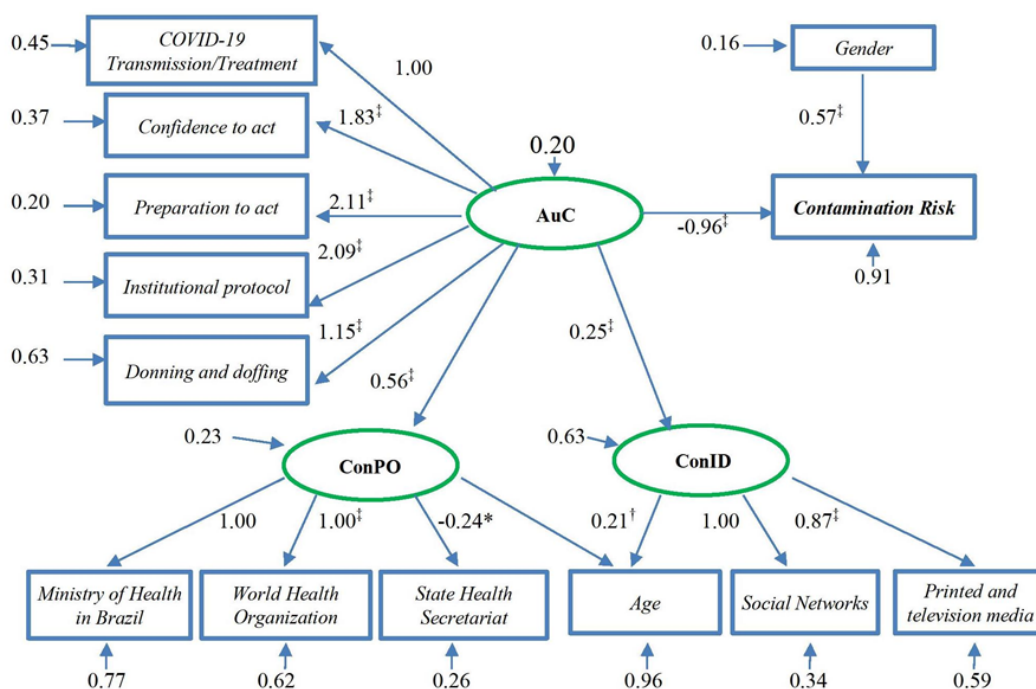 0.45
COVID-19
Transmission/Treatment
1.00
0.16
Gender
0.37
Confidence to act
1.83‡
0.57‡
0.20
0.20
Preparation to act
2.11‡
AuC
-0.96‡
Contamination Risk
0.91
2.09‡
0.31
Institutional protocol
1.15‡
0.25‡
0.63
Donning and doffing
0.56‡
0.23
ConPO
0.63
ConID
1.00
1.00‡
-0.24*
0.21†
1.00
0.87‡
Ministry of Health
in Brazil
World Health
Organization
State Health
Secretariat
Age
Social Networks
Printed and
television media
0.77
0.62
0.26
0.96
0.34
0.59